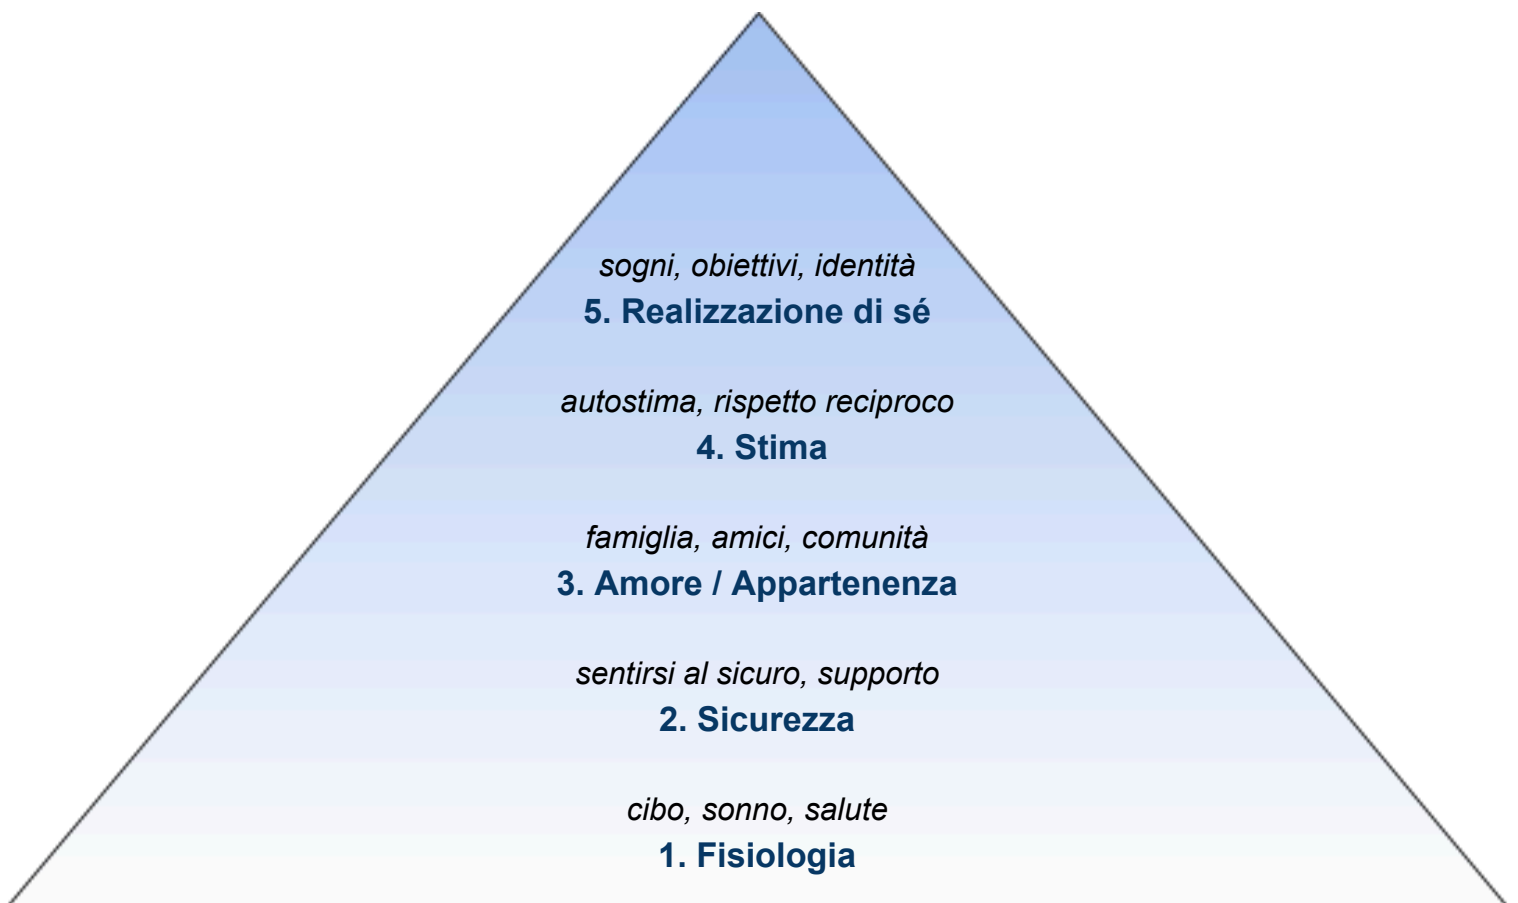 sogni, obiettivi, identità
5. Realizzazione di sé
autostima, rispetto reciproco
4. Stima
famiglia, amici, comunità
3. Amore / Appartenenza
sentirsi al sicuro, supporto
2. Sicurezza
cibo, sonno, salute
1. Fisiologia